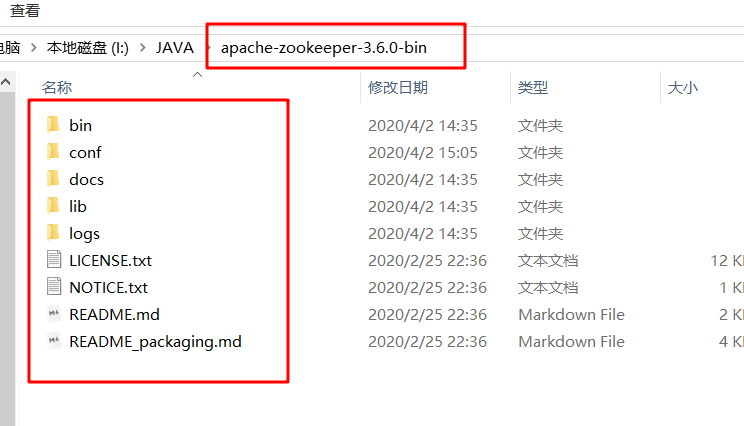 查看
电脑 本地磁盘 (I:) JAVA apache-zookeeper-3.6.0-bin
名称 修改日期 类型 大小
bin 2020/4/2 14:35 文件夹
conf 2020/4/2 15:05 文件夹
docs 2020/4/2 14:35 文件夹
lib 2020/4/2 14:35 文件夹
logs 2020/4/2 14:35 文件夹
LICENSE.txt 2020/2/25 22:36 文本文档 12 K
NOTICE.txt 2020/2/25 22:36 文本文档 1 K
README.md 2020/2/25 22:36 Markdown File 2 K
README_packaging.md 2020/2/25 22:36 Markdown File 4 K